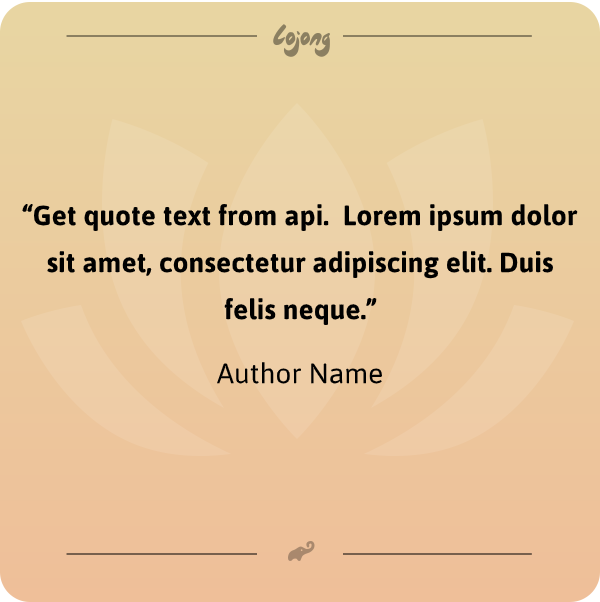 Lojong
“Get quote text from api.  Lorem ipsum dolor
sit amet, consectetur adipiscing elit. Duis
felis neque.”
Author Name